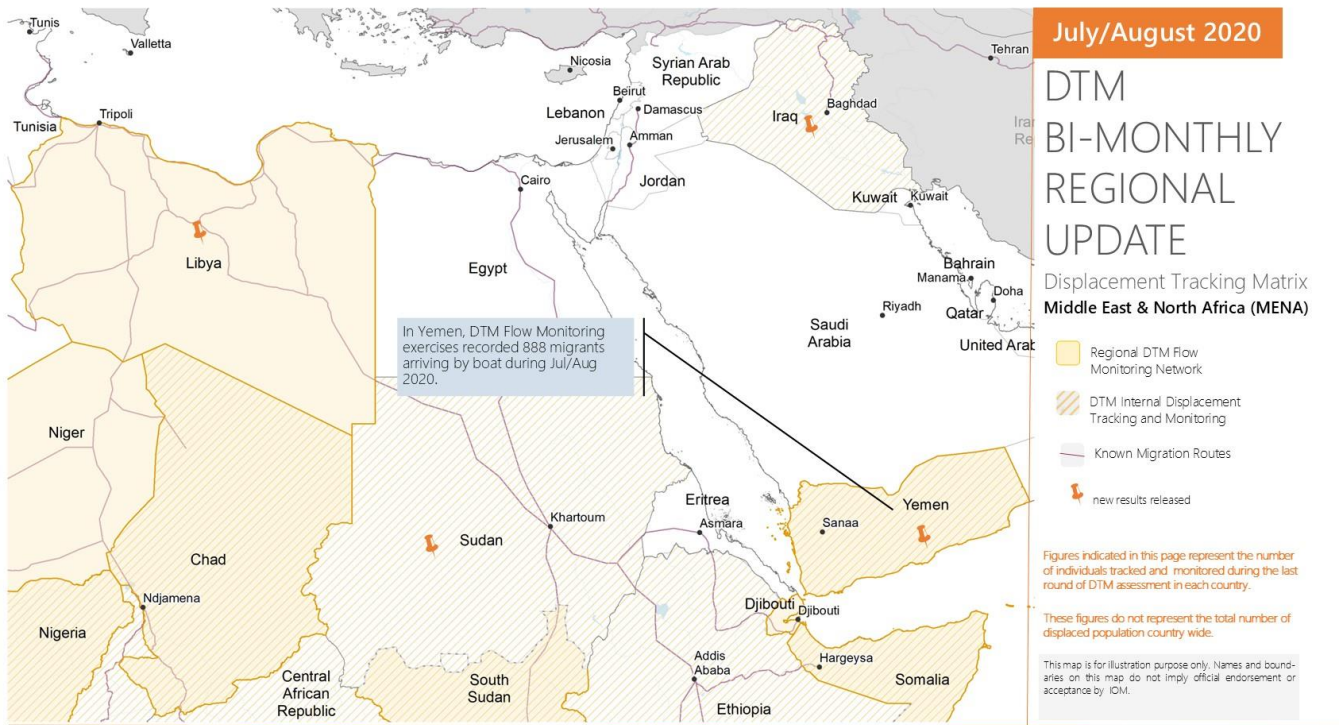 Tunis
Valletta
Nicosia
Syrian Arab
Republic
Tehran
Beirut
Lebanon
Damascus
Tripoli
Tunisia
Baghdad
Iraq
Jerusalem
Amman
Cairo
Jordan
Kuwait
Kuwait
Libya
Egypt
Bahrain
Manama
Doha
Riyadh
Qatar
Saudi
Arabia
United Arab
In Yemen, DTM Flow Monitoring
exercises recorded 888 migrants
arriving by boat during Jul/Aug
2020.
Niger
Eritrea
Yemen
Khartoum
Asmara
Sanaa
Sudan
Chad
Ndjamena
Djibouti
Djibouti
Nigeria
Hargeysa
Addis
Ababa
Central
African
Republic
South
Sudan
Somalia
Ethiopia
July/August 2020
DTM
BI-MONTHLY
REGIONAL
UPDATE
Displacement Tracking Matrix
Middle East & North Africa (MENA)
Regional DTM Flow
Monitoring Network
DTM Internal Displacement
Tracking and Monitoring
Known Migration Routes
new results released
Figures indicated in this page represent the number
of individuals tracked and monitored during the last
round of DTM assessment in each country.
These figures do not represent the total number of
displaced population country wide.
This map is for illustration purpose only. Names and bound-
aries on this map do not imply official endorsement or
acceptance by IOM.